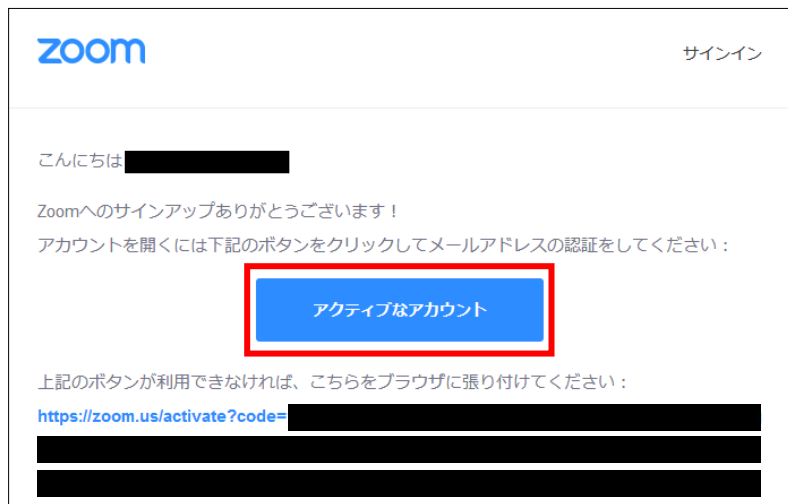 zoom
サインイン
こんにちは
Zoomへのサインアップありがとうございます！
アカウントを開くには下記のボタンをクリックしてメールアドレスの認証をしてください：
アクティブなアカウント
上記のボタンが利用できなければ、こちらをブラウザに張り付けてください：
https://zoom.us/activate?code=